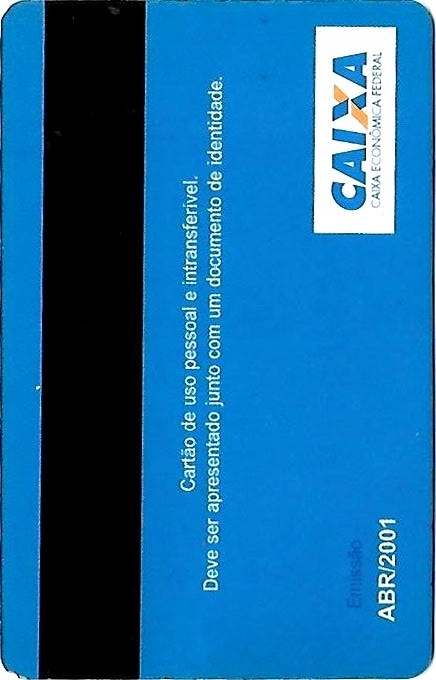 Cartão de uso pessoal e intransferível.
Deve ser apresentado junto com um documento de identidade.
Emissão
ABR/2001
CAIXA
CAIXA ECONÔMICA FEDERAL